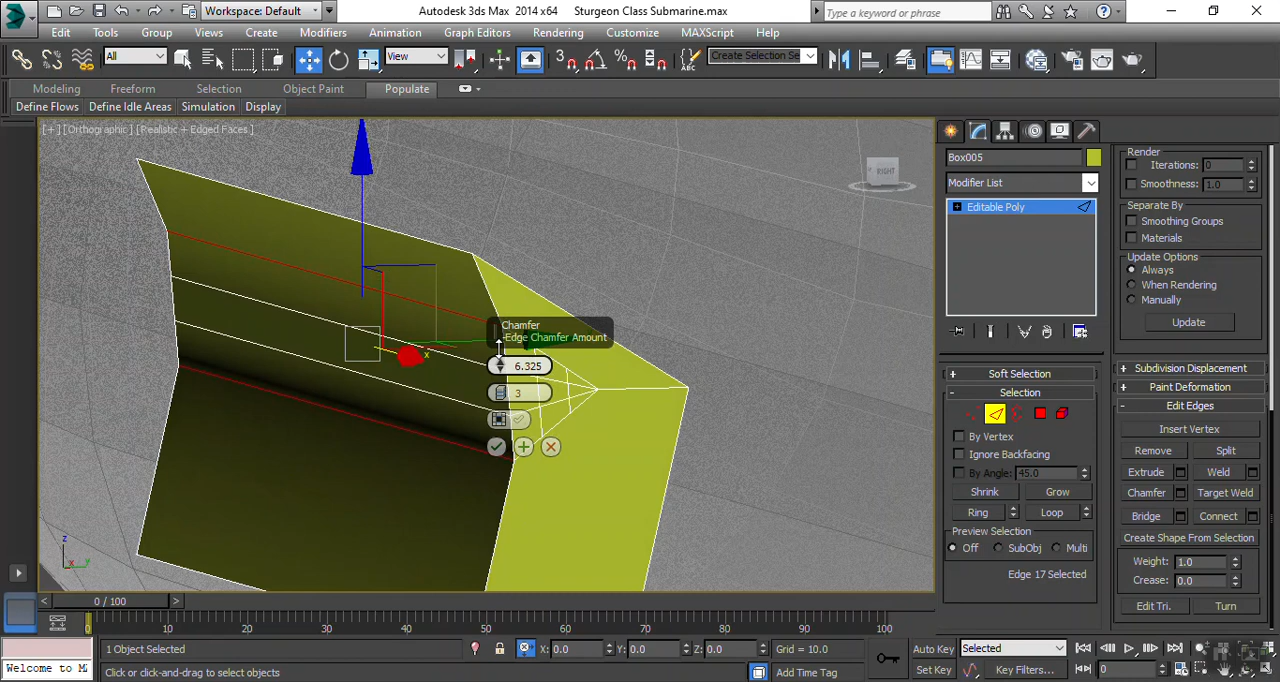 Workspace: Default
Autodesk 3ds Max 2014 x64
Sturgeon Class Submarine.max
Type a keyword or phrase
Edit
Tools
Group
Views
Create
Modifiers
Animation
Graph Editors
Rendering
Customize
MAXScript
Help
All
View
3
Create Selection Se
Modeling
Freeform
Selection
Object Paint
Populate
Define Flows
Define Idle Areas
Simulation
Display
[+] [Orthographic] [Realistic + Edged Faces]
RIGHT
x
Chamfer
-Edge Chamfer Amount
6.325
3
z
x
y
Box005
Modifier List
Editable Poly
Soft Selection
- Selection
By Vertex
Ignore Backfacing
By Angle: 45.0
Shrink
Grow
Ring
Loop
Preview Selection
Off
SubObj
Multi
Edge 17 Selected
Render
Iterations: 0
Smoothness: 1.0
Separate By
Smoothing Groups
Materials
Update Options
Always
When Rendering
Manually
Update
+ Subdivision Displacement
+ Paint Deformation
- Edit Edges
Insert Vertex
Remove
Split
Extrude
Weld
Chamfer
Target Weld
Bridge
Connect
Create Shape From Selection
Weight: 1.0
Crease: 0.0
Edit Tri.
Turn
< 0 / 100 >
0 10 20 30 40 50 60 70 80 90 100
1 Object Selected
X: 0.0
Y: 0.0
Z: 0.0
Grid = 10.0
Auto Key
Selected
Welcome to M
Click or click-and-drag to select objects
Add Time Tag
Set Key
Key Filters...
0